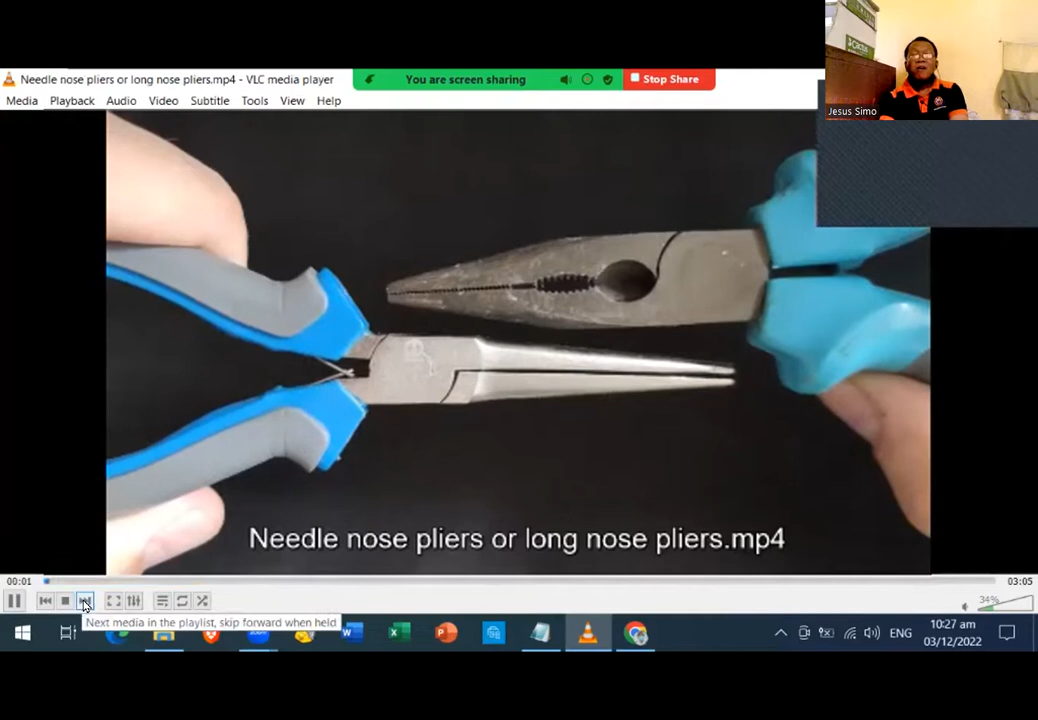 Needle nose pliers or long nose pliers.mp4 - VLC media player
You are screen sharing
Stop Share
Jesus Simo
Media Playback Audio Video Subtitle Tools View Help
Needle nose pliers or long nose pliers.mp4
00:01
03:05
34%
Next media in the playlist, skip forward when held
ENG
10:27 am
03/12/2022